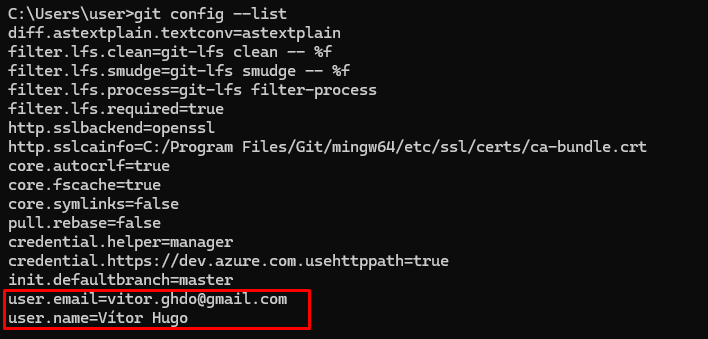 C:\Users\user>git config --list
diff.astextplain.textconv=astextplain
filter.lfs.clean=git-lfs clean -- %f
filter.lfs.smudge=git-lfs smudge -- %f
filter.lfs.process=git-lfs filter-process
filter.lfs.required=true
http.sslbackend=openssl
http.sslcainfo=C:/Program Files/Git/mingw64/etc/ssl/certs/ca-bundle.crt
core.autocrlf=true
core.fscache=true
core.symlinks=false
pull.rebase=false
credential.helper=manager
credential.https://dev.azure.com.usehttppath=true
init.defaultbranch=master
user.email=vitor.ghdo@gmail.com
user.name=Vítor Hugo